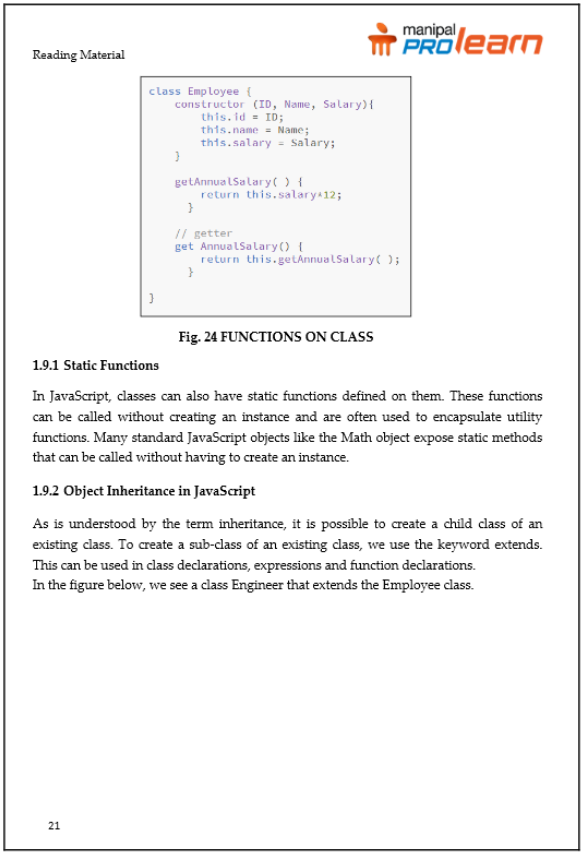 manipal
PROlearn
Reading Material
class Employee {
constructor (ID, Name, Salary){
this.id = ID;
this.name = Name;
this.salary = Salary;
}
getAnnualSalary( ) {
return this.salary*12;
}
// getter
get AnnualSalary() {
return this.getAnnualSalary( );
}
}
Fig. 24 FUNCTIONS ON CLASS
1.9.1 Static Functions
In JavaScript, classes can also have static functions defined on them. These functions
can be called without creating an instance and are often used to encapsulate utility
functions. Many standard JavaScript objects like the Math object expose static methods
that can be called without having to create an instance.
1.9.2 Object Inheritance in JavaScript
As is understood by the term inheritance, it is possible to create a child class of an
existing class. To create a sub-class of an existing class, we use the keyword extends.
This can be used in class declarations, expressions and function declarations.
In the figure below, we see a class Engineer that extends the Employee class.
21